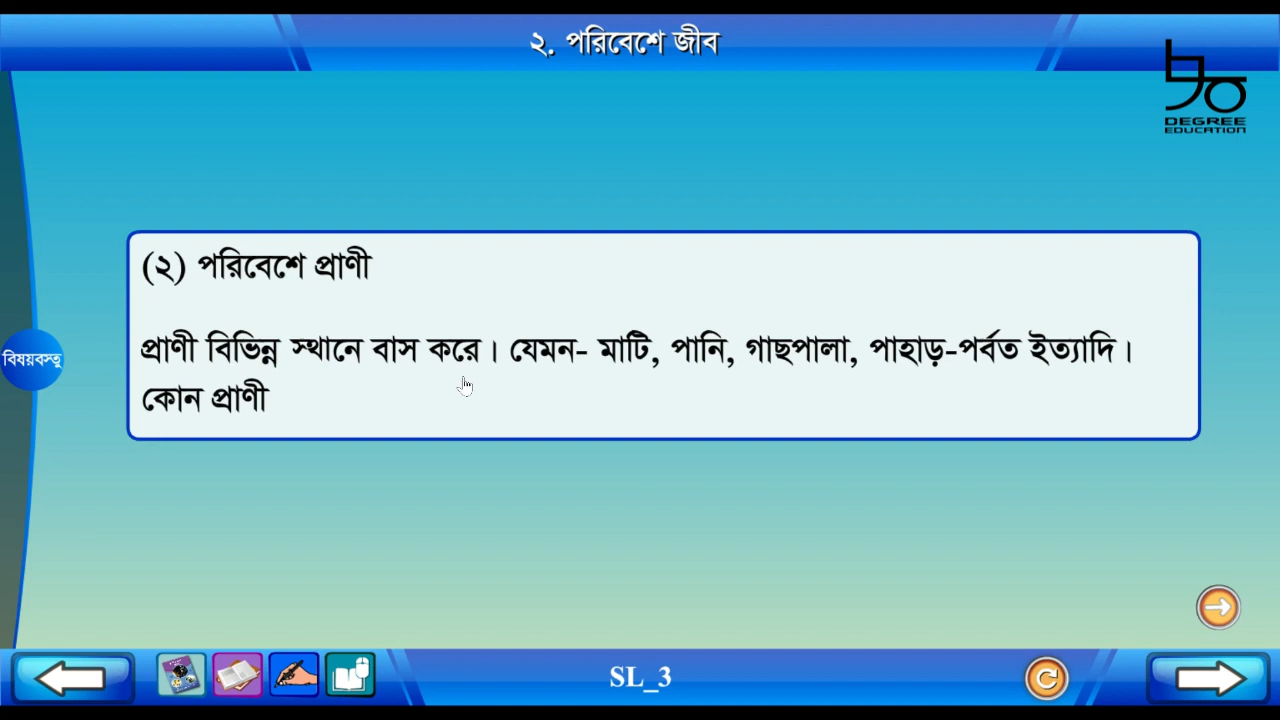 ২. পরিবেশে জীব
DEGREE
EDUCATION
(২) পরিবেশে প্রাণী
প্রাণী বিভিন্ন স্থানে বাস করে। যেমন- মাটি, পানি, গাছপালা, পাহাড়-পর্বত ইত্যাদি।
কোন প্রাণী
বিষয়বস্তু
SL_3